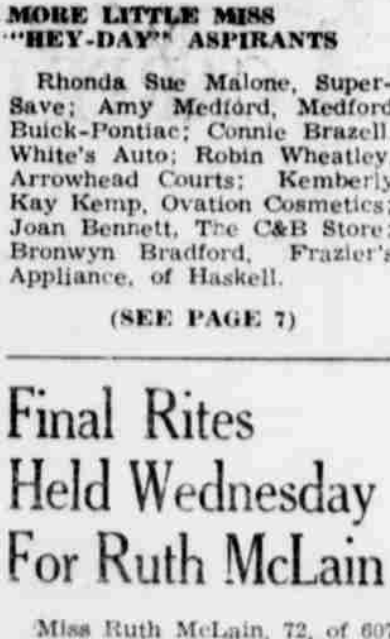 MORE LITTLE MISS
"HEY-DAY" ASPIRANTS
Rhonda Sue Malone, Super-
Save; Amy Medford, Medford
Buick-Pontiac; Connie Brazell
White's Auto; Robin Wheatley
Arrowhead Courts; Kemberly
Kay Kemp, Ovation Cosmetics;
Joan Bennett, The C&B Store;
Bronwyn Bradford, Frazier's
Appliance, of Haskell.
(SEE PAGE 7)
Final Rites
Held Wednesday
For Ruth McLain
Miss Ruth McLain, 72, of 607